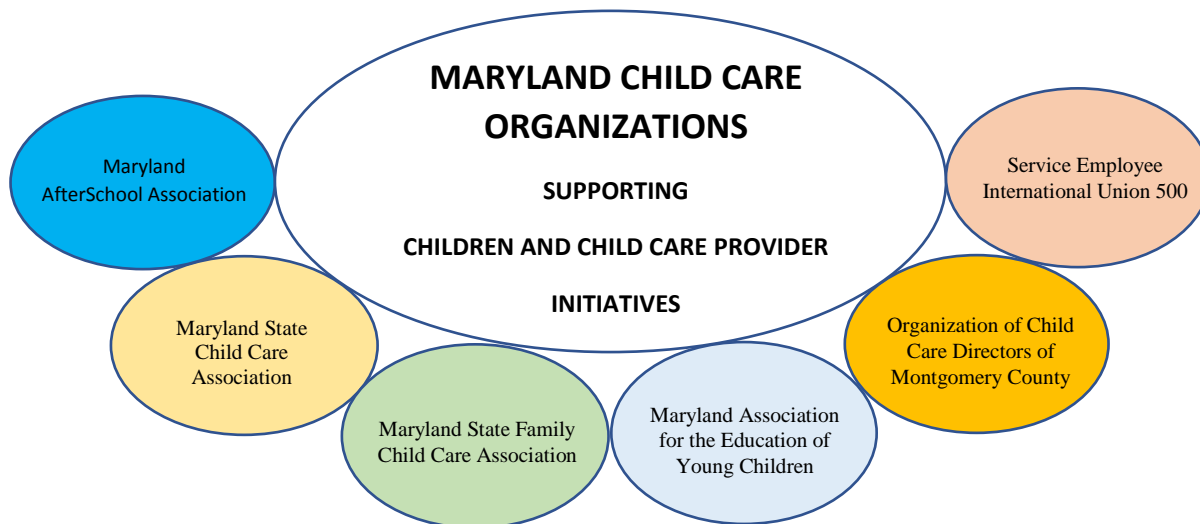 MARYLAND CHILD CARE
ORGANIZATIONS
SUPPORTING
CHILDREN AND CHILD CARE PROVIDER
INITIATIVES
Maryland
AfterSchool Association
Maryland State
Child Care
Association
Maryland State Family
Child Care Association
Maryland Association
for the Education of
Young Children
Organization of Child
Care Directors of
Montgomery County
Service Employee
International Union 500